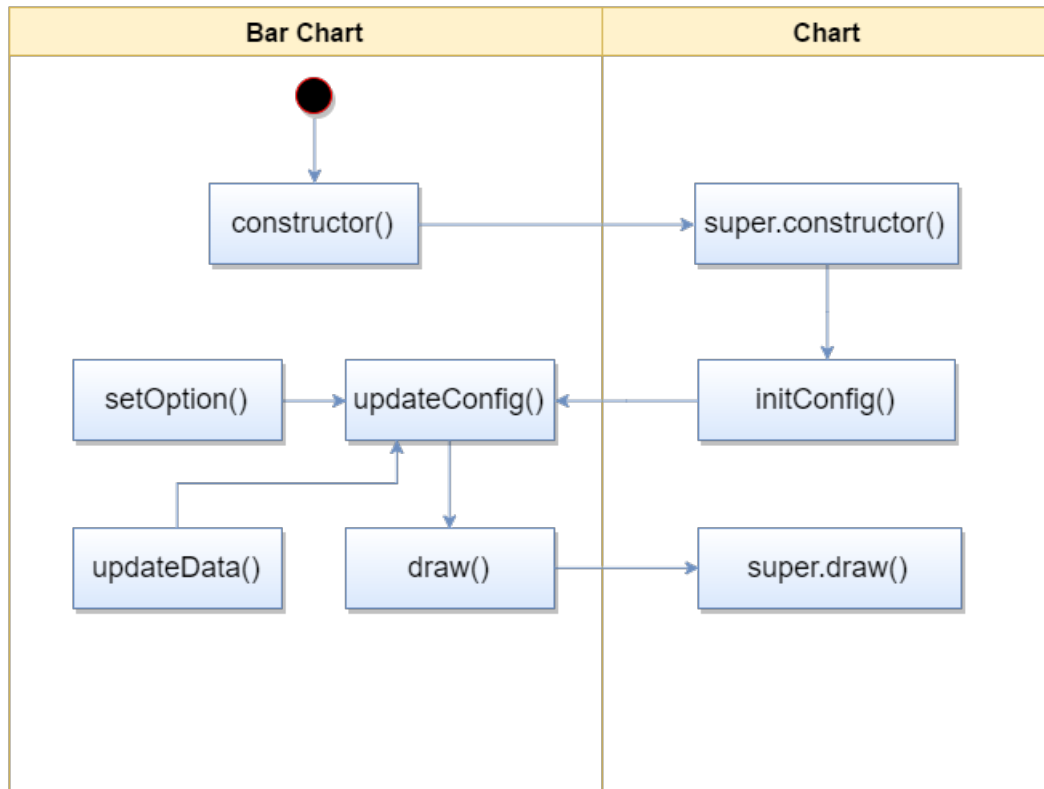 Bar Chart
Chart
constructor()
super.constructor()
setOption()
updateConfig()
initConfig()
updateData()
draw()
super.draw()